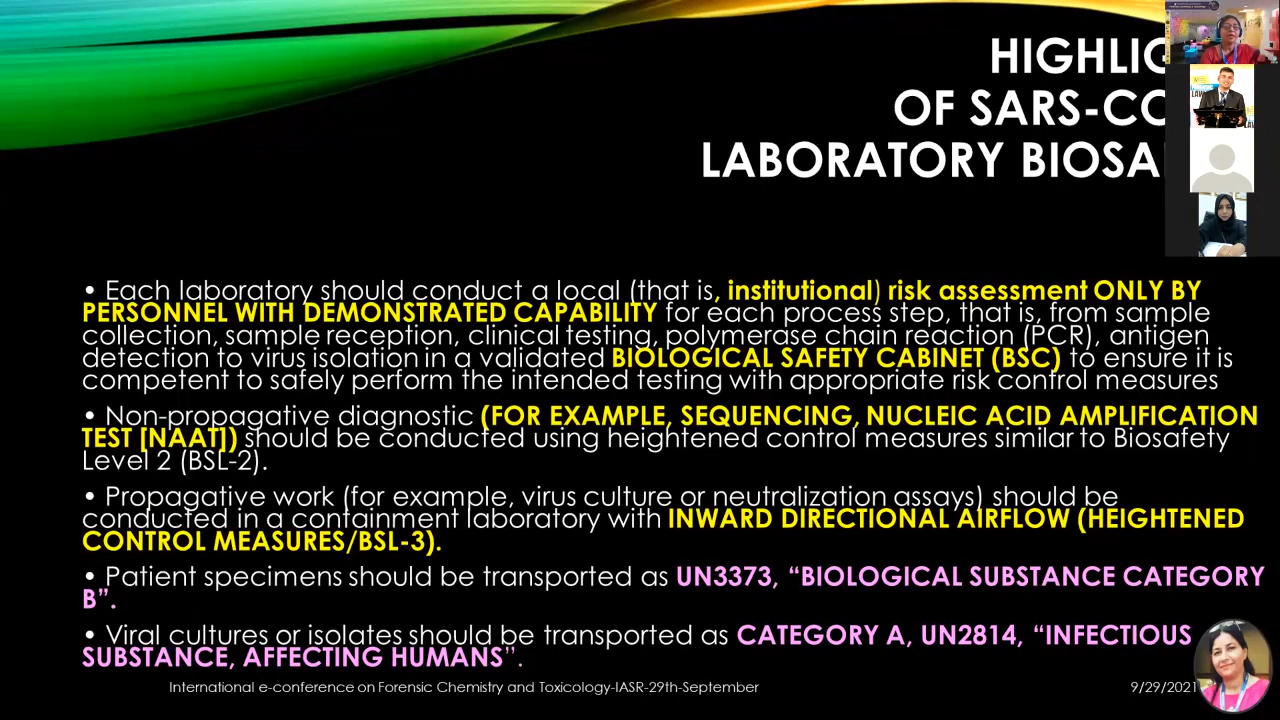 HIGHLIG
OF SARS-CO
LABORATORY BIOSA
• Each laboratory should conduct a local (that is, institutional) risk assessment ONLY BY
PERSONNEL WITH DEMONSTRATED CAPABILITY for each process step, that is, from sample
collection, sample reception, clinical testing, polymerase chain reaction (PCR), antigen
detection to virus isolation in a validated BIOLOGICAL SAFETY CABINET (BSC) to ensure it is
competent to safely perform the intended testing with appropriate risk control measures
• Non-propagative diagnostic (FOR EXAMPLE, SEQUENCING, NUCLEIC ACID AMPLIFICATION
TEST [NAAT]) should be conducted using heightened control measures similar to Biosafety
Level 2 (BSL-2).
• Propagative work (for example, virus culture or neutralization assays) should be
conducted in a containment laboratory with INWARD DIRECTIONAL AIRFLOW (HEIGHTENED
CONTROL MEASURES/BSL-3).
• Patient specimens should be transported as UN3373, “BIOLOGICAL SUBSTANCE CATEGORY
B”.
• Viral cultures or isolates should be transported as CATEGORY A, UN2814, “INFECTIOUS
SUBSTANCE, AFFECTING HUMANS”.
International e-conference on Forensic Chemistry and Toxicology-IASR-29th-September
9/29/2021